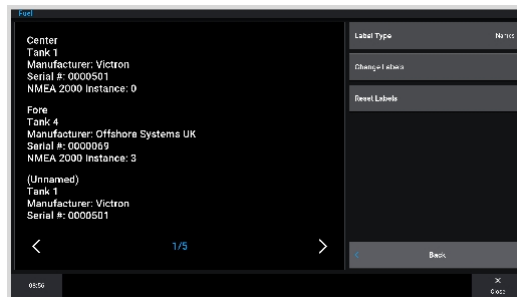 Fuel
Center
Tank 1
Manufacturer: Victron
Serial #: 0000501
NMEA 2000 Instance: 0
Fore
Tank 4
Manufacturer: Offshore Systems UK
Serial #: 0000069
NMEA 2000 Instance: 3
(Unnamed)
Tank 1
Manufacturer: Victron
Serial #: 0000501
1/5
Label Type
Names
Change Labels
Reset Labels
Back
08:56
Close